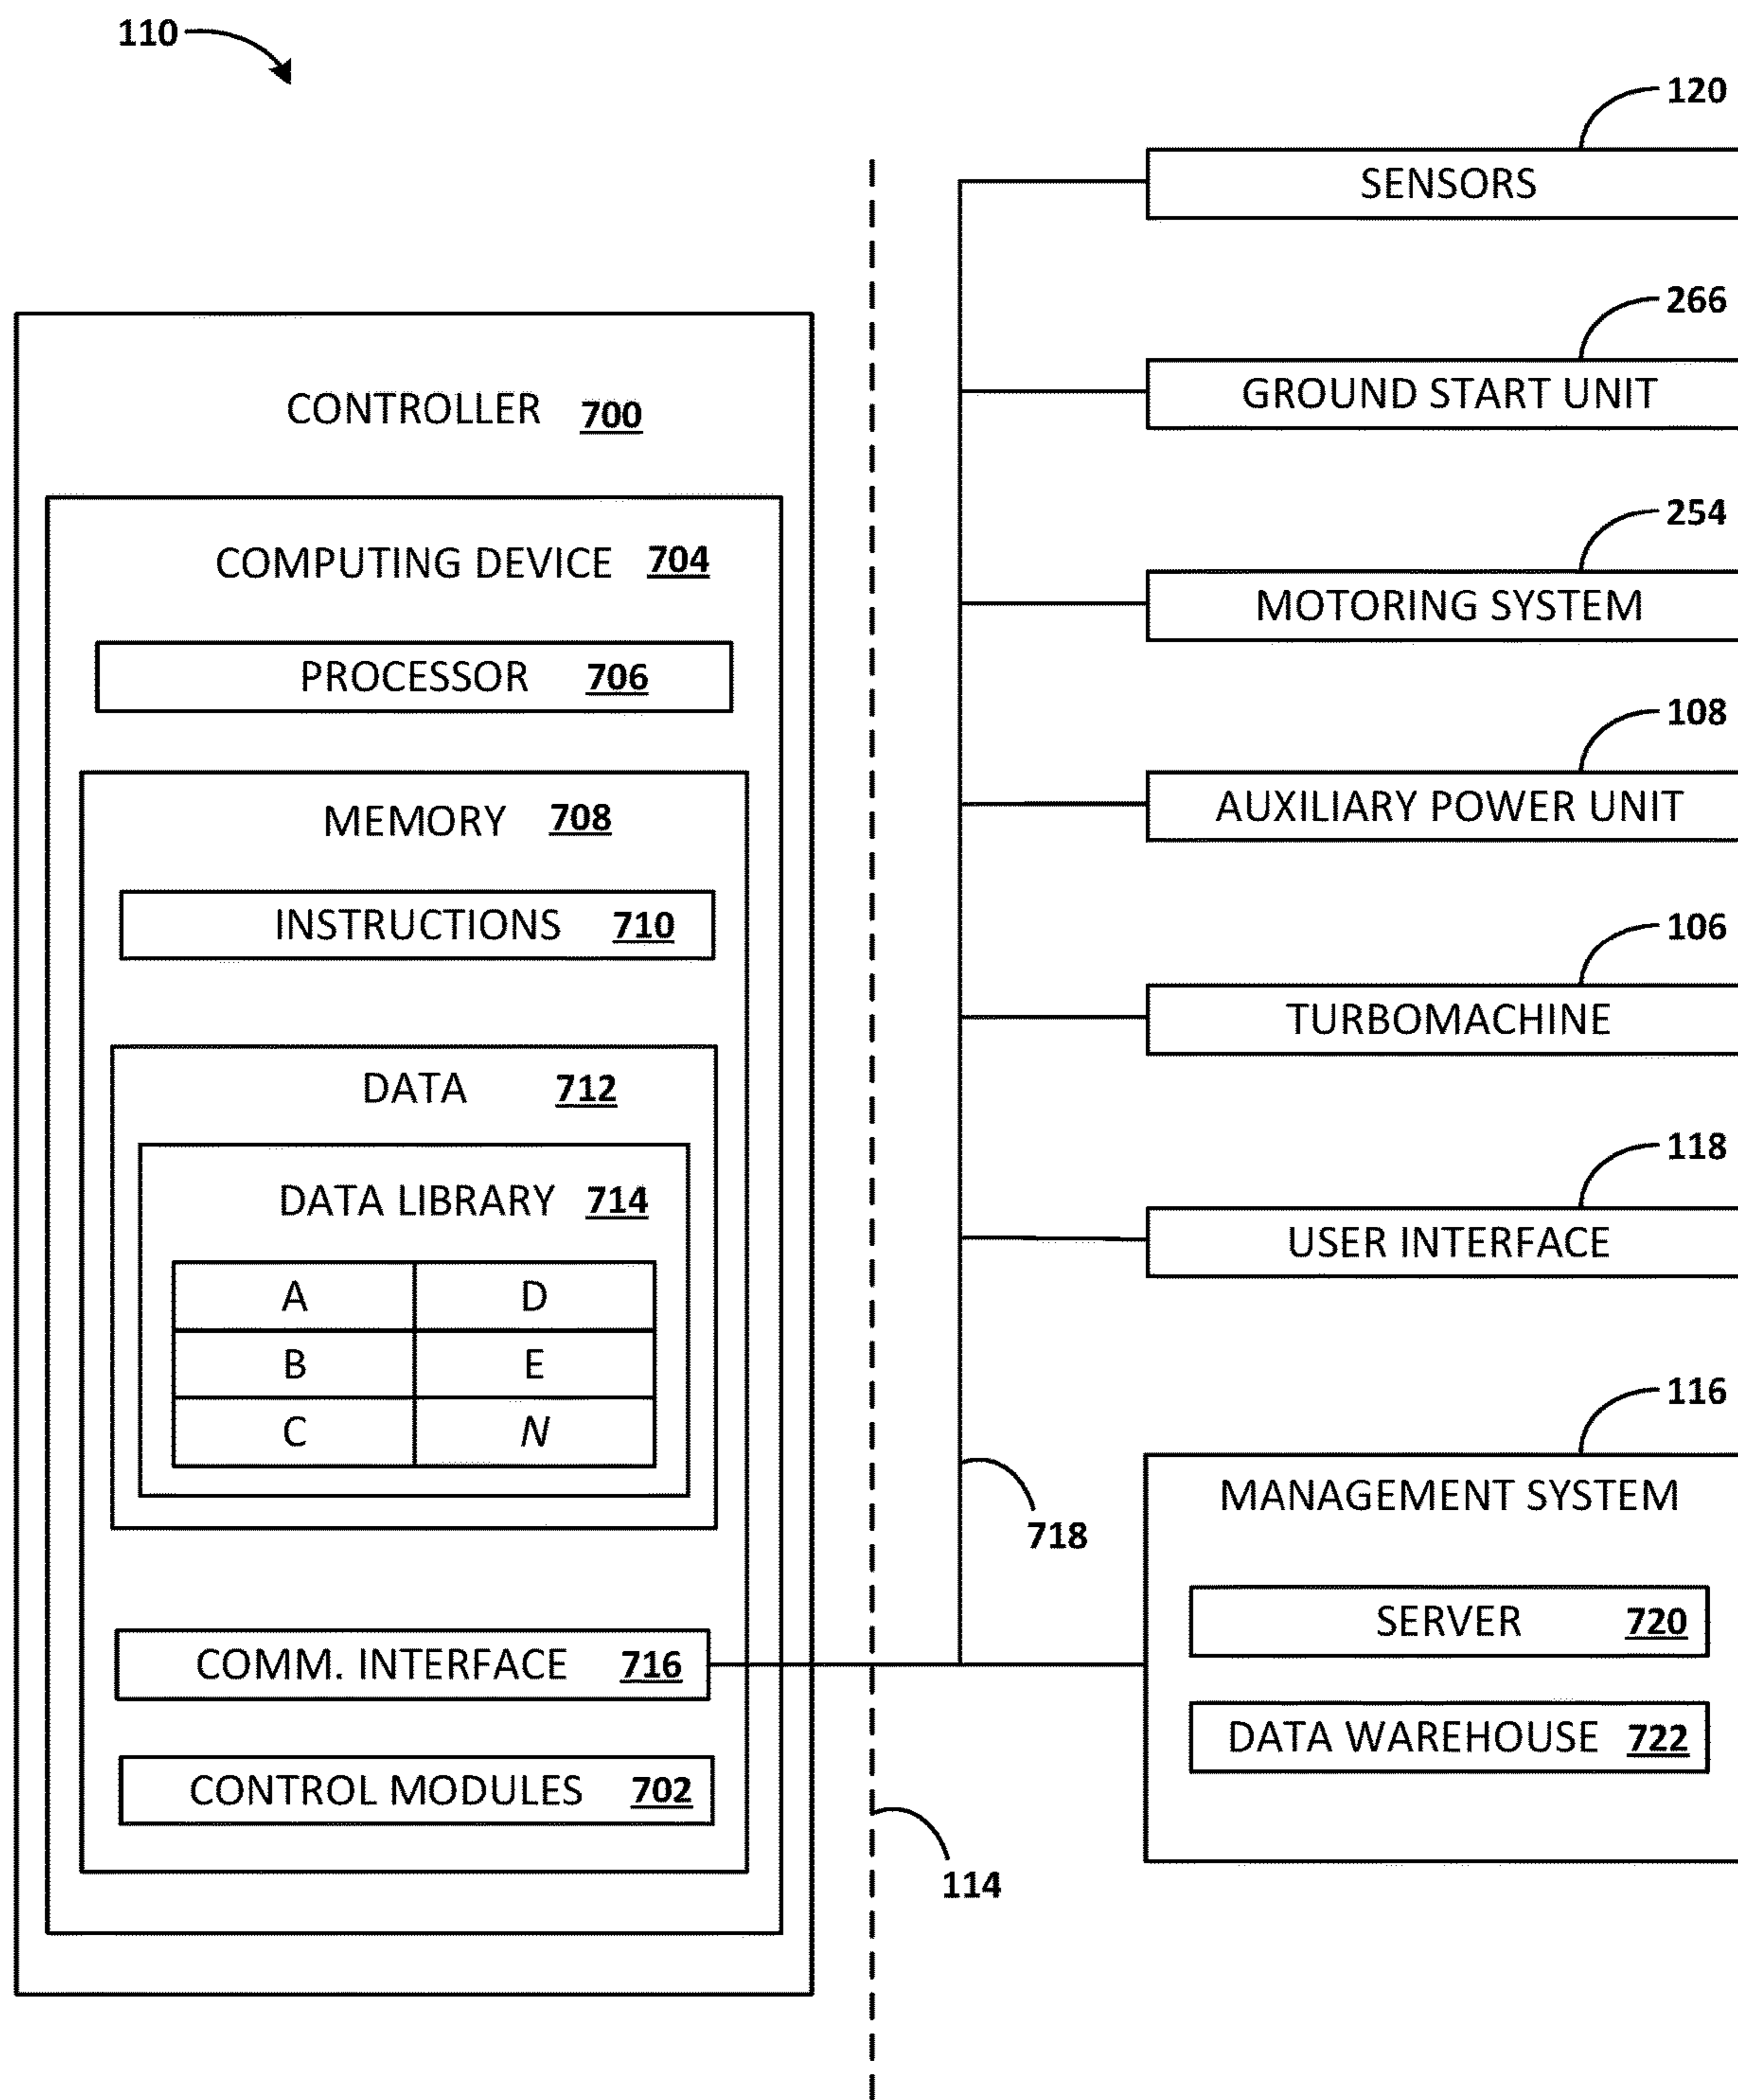 110
CONTROLLER 700
COMPUTING DEVICE 704
PROCESSOR 706
MEMORY 708
INSTRUCTIONS 710
DATA 712
DATA LIBRARY 714
A D
B E
C N
COMM. INTERFACE 716
CONTROL MODULES 702
114
718
120
SENSORS
266
GROUND START UNIT
254
MOTORING SYSTEM
108
AUXILIARY POWER UNIT
106
TURBOMACHINE
118
USER INTERFACE
116
MANAGEMENT SYSTEM
SERVER 720
DATA WAREHOUSE 722